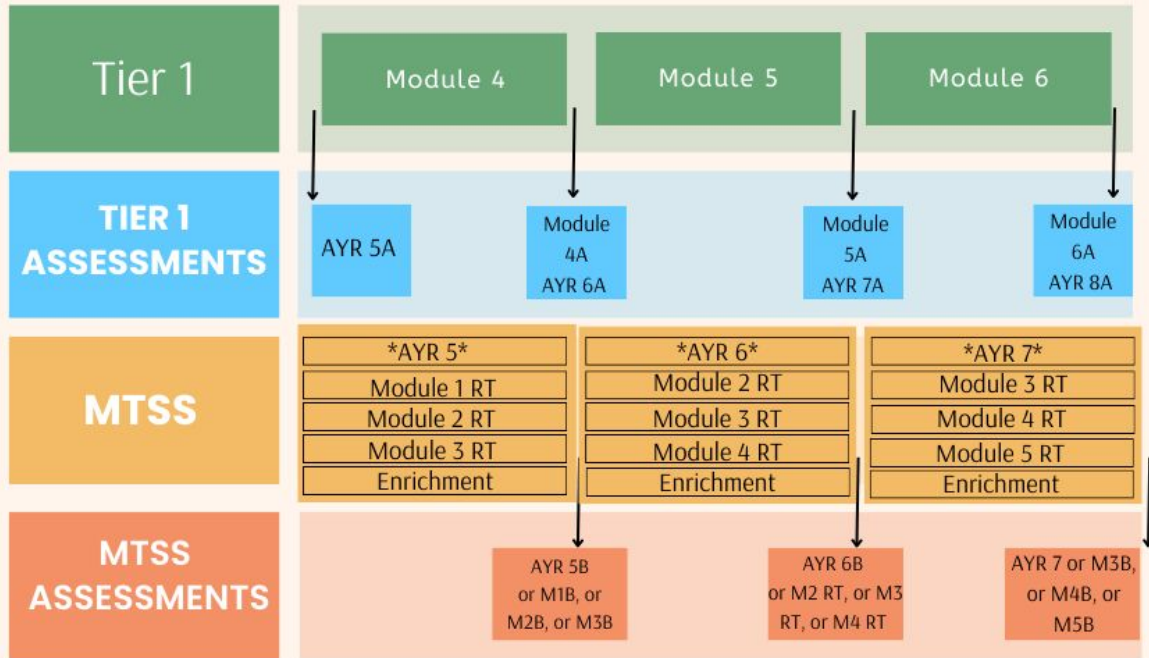 Tier 1
Module 4
Module 5
Module 6
TIER 1
ASSESSMENTS
AYR 5A
Module
4A
AYR 6A
Module
5A
AYR 7A
Module
6A
AYR 8A
MTSS
*AYR 5*
Module 1 RT
Module 2 RT
Module 3 RT
Enrichment
*AYR 6*
Module 2 RT
Module 3 RT
Module 4 RT
Enrichment
*AYR 7*
Module 3 RT
Module 4 RT
Module 5 RT
Enrichment
MTSS
ASSESSMENTS
AYR 5B
or M1B, or
M2B, or M3B
AYR 6B
or M2 RT, or M3
RT, or M4 RT
AYR 7 or M3B,
or M4B, or
M5B